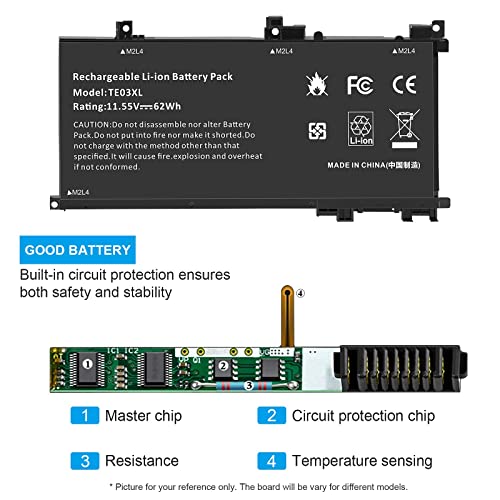 ▲M2L4
▲M2L4
▲M2L4
Rechargeable Li-ion Battery Pack
Model:TE03XL
Rating:11.55V⎓62Wh
CAUTION:Do not disassemble nor alter Battery
Pack.Do not put into fire nor make it shorted.Do
not charge with the method other than that
specified.It will cause fire,explosion and overheat
if not conformed.
FC CE
Li-ion
MADE IN CHINA(中国制造)
▲M2L4
GOOD BATTERY
Built-in circuit protection ensures
both safety and stability
④
IC1 IC2
①
②
③
1 Master chip
2 Circuit protection chip
3 Resistance
4 Temperature sensing
* Picture for your reference only. The board will be vary for different models.